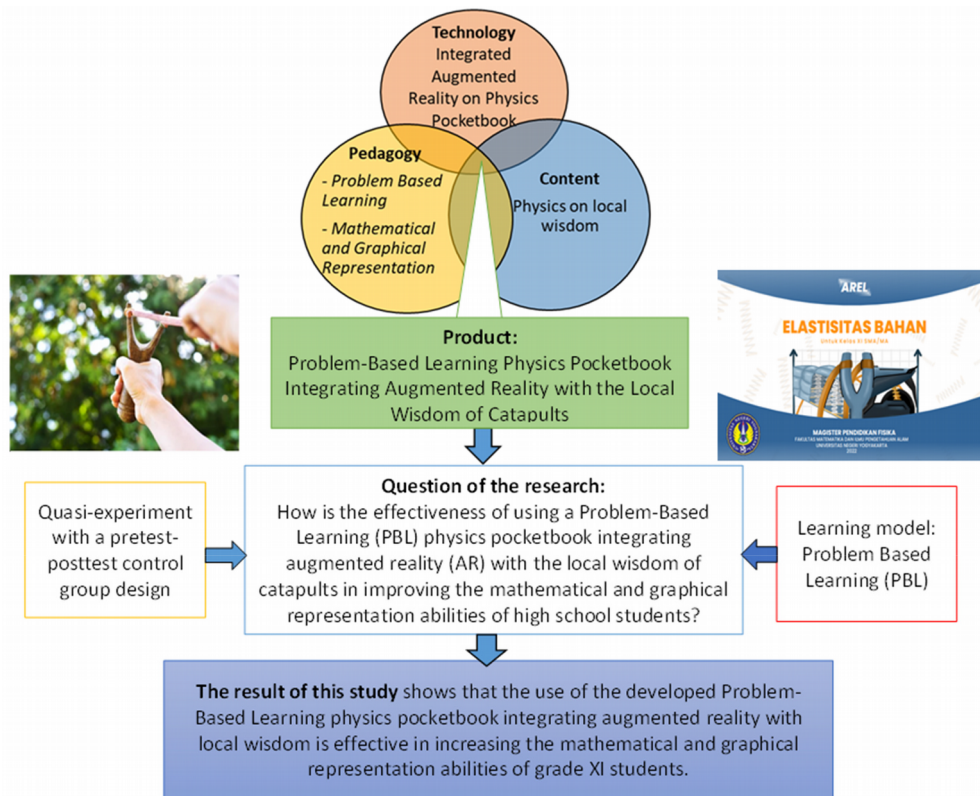 Technology
Integrated
Augmented
Reality on Physics
Pocketbook
Pedagogy
- Problem Based
Learning
- Mathematical
and Graphical
Representation
Content
Physics on local
wisdom
Product:
Problem-Based Learning Physics Pocketbook
Integrating Augmented Reality with the Local
Wisdom of Catapults
AREL
ELASTISITAS BAHAN
Untuk Kelas XI SMA/MA
MAGISTER PENDIDIKAN FISIKA
FAKULTAS MATEMATIKA DAN ILMU PENGETAHUAN ALAM
UNIVERSITAS NEGERI YOGYAKARTA
2022
Quasi-experiment
with a pretest-
posttest control
group design
Question of the research:
How is the effectiveness of using a Problem-Based
Learning (PBL) physics pocketbook integrating
augmented reality (AR) with the local wisdom of
catapults in improving the mathematical and graphical
representation abilities of high school students?
Learning model:
Problem Based
Learning (PBL)
The result of this study shows that the use of the developed Problem-
Based Learning physics pocketbook integrating augmented reality with
local wisdom is effective in increasing the mathematical and graphical
representation abilities of grade XI students.